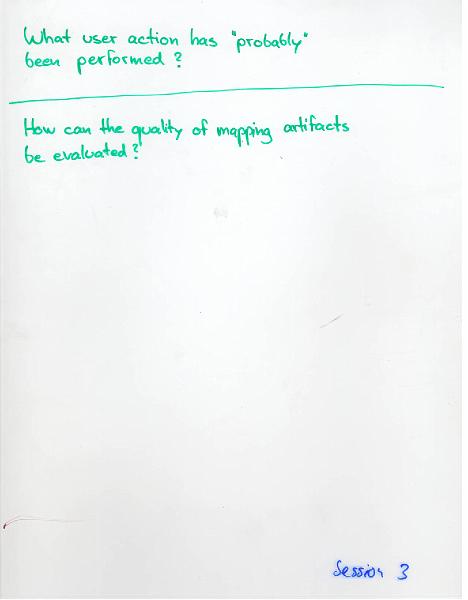 What user action has "probably"
been performed?
How can the quality of mapping artifacts
be evaluated?
Session 3